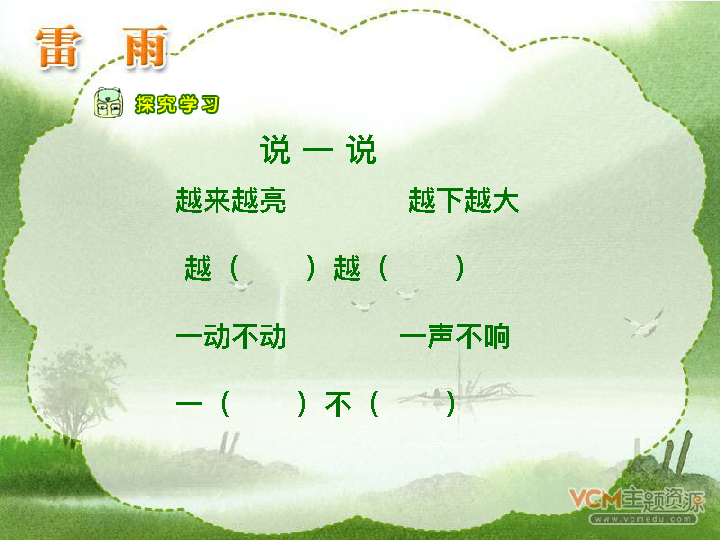 雷 雨
探究学习
说 一 说
越来越亮 越下越大
越（ ）越（ ）
一动不动 一声不响
一（ ）不（ ）
VCM主题资源
www.vcmedu.com